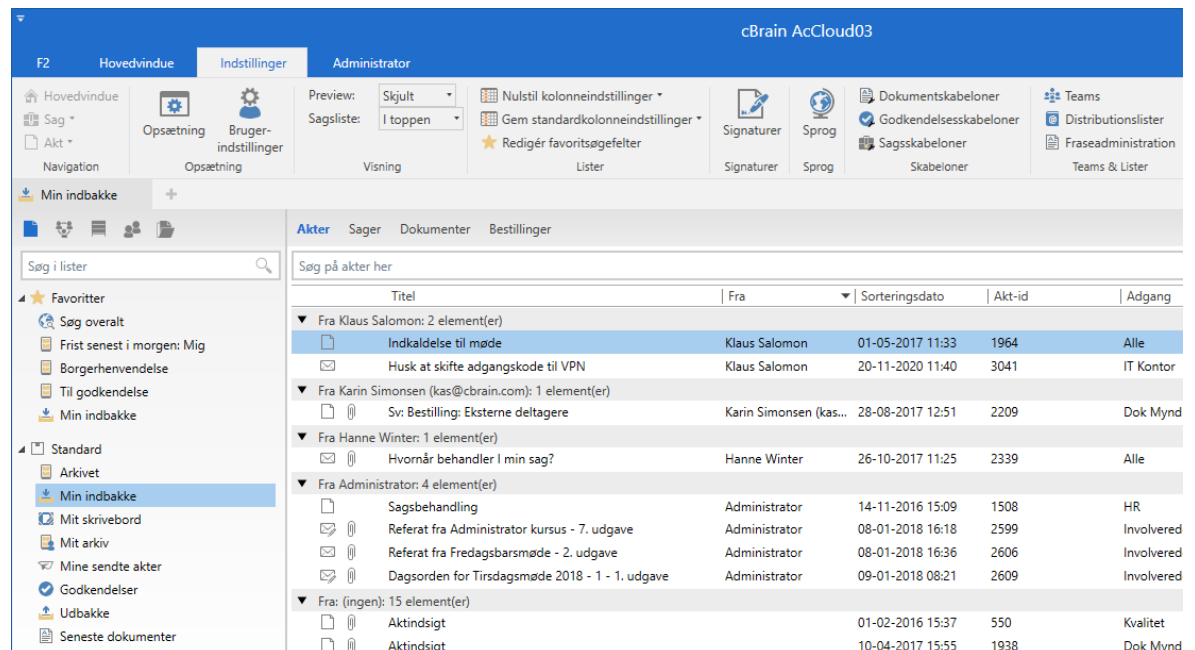 cBrain AcCloud03
F2 Hovedvindue Indstillinger Administrator
Hovedvindue
Sag
Akt
Navigation
Opsætning
Bruger-
indstillinger
Opsætning
Preview: Skjult
Sagsliste: I toppen
Visning
Nulstil kolonneindstillinger
Gem standardkolonneindstillinger
Redigér favoritsøgefelter
Lister
Signaturer
Signaturer
Sprog
Sprog
Dokumentskabeloner
Godkendelsesskabeloner
Sagsskabeloner
Skabeloner
Teams
Distributionslister
Fraseadministration
Teams & Lister
Min indbakke +
Søg i lister
Favoritter
Søg overalt
Frist senest i morgen: Mig
Borgerhenvendelse
Til godkendelse
Min indbakke
Standard
Arkivet
Min indbakke
Mit skrivebord
Mit arkiv
Mine sendte akter
Godkendelser
Udbakke
Seneste dokumenter
Akter Sager Dokumenter Bestillinger
Søg på akter her
Titel Fra Sorteringsdato Akt-id Adgang
Fra Klaus Salomon: 2 element(er)
Indkaldelse til møde Klaus Salomon 01-05-2017 11:33 1964 Alle
Husk at skifte adgangskode til VPN Klaus Salomon 20-11-2020 11:40 3041 IT Kontor
Fra Karin Simonsen (kas@cbrain.com): 1 element(er)
Sv: Bestilling: Eksterne deltagere Karin Simonsen (kas... 28-08-2017 12:51 2209 Dok Mynd
Fra Hanne Winter: 1 element(er)
Hvornår behandler I min sag? Hanne Winter 26-10-2017 11:25 2339 Alle
Fra Administrator: 4 element(er)
Sagsbehandling Administrator 14-11-2016 15:09 1508 HR
Referat fra Administrator kursus - 7. udgave Administrator 08-01-2018 16:18 2599 Involvered
Referat fra Fredagsbarsmøde - 2. udgave Administrator 08-01-2018 16:36 2606 Involvered
Dagsorden for Tirsdagsmøde 2018 - 1 - 1. udgave Administrator 09-01-2018 08:21 2609 Involvered
Fra: (ingen): 15 element(er)
Aktindsigt 01-02-2016 15:37 550 Kvalitet
Aktindsigt 10-04-2017 15:55 1938 Dok Mynd